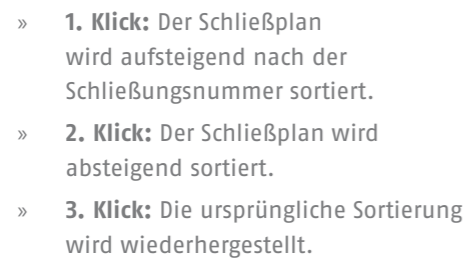 » 1. Klick: Der Schließplan
wird aufsteigend nach der
Schließungsnummer sortiert.
» 2. Klick: Der Schließplan wird
absteigend sortiert.
» 3. Klick: Die ursprüngliche Sortierung
wird wiederhergestellt.